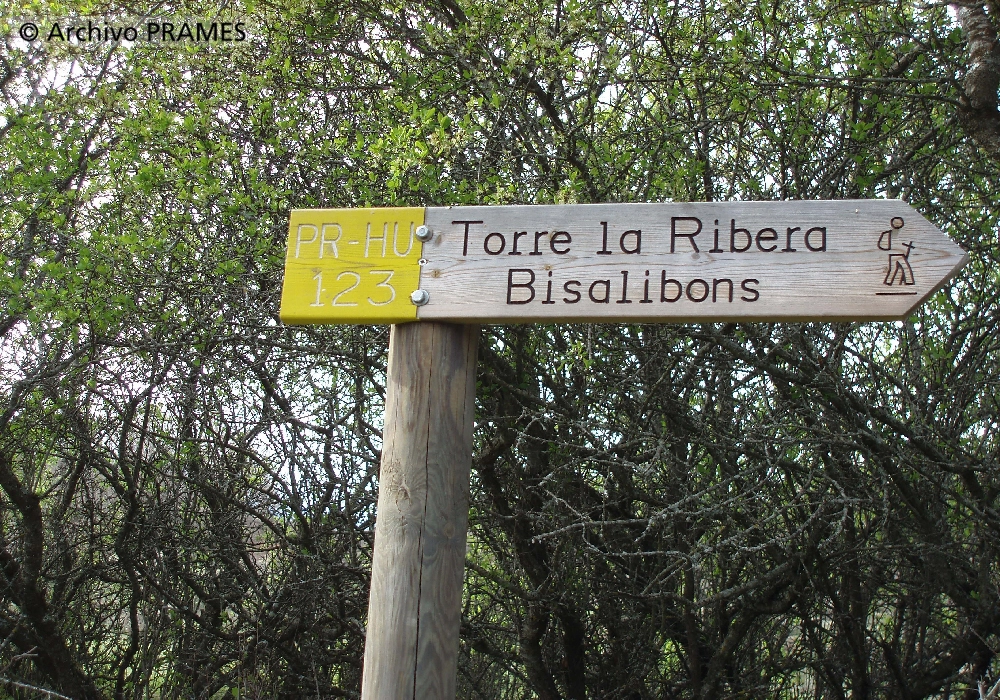 © Archivo PRAMES
PR-HU
123
Torre la Ribera
Bisalibons